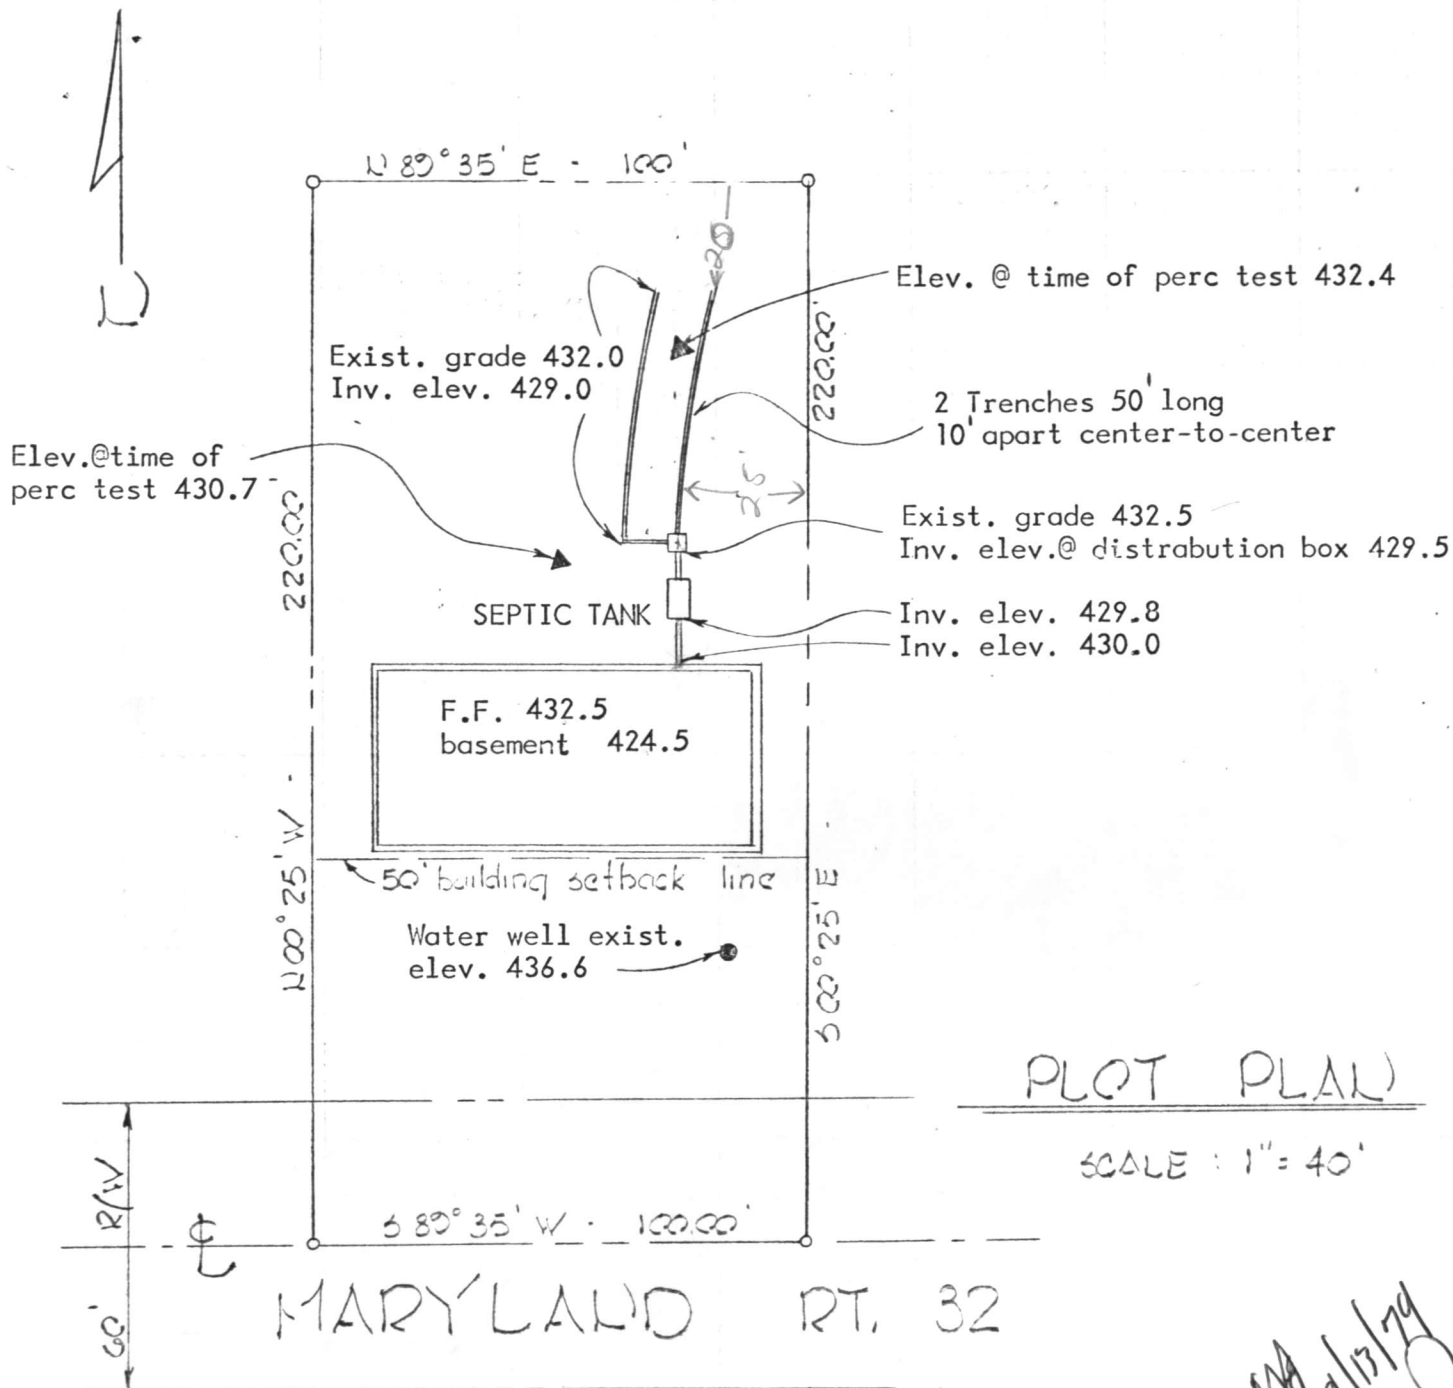 N 89°35' E - 100'
20
Elev. @ time of perc test 432.4
Exist. grade 432.0
Inv. elev. 429.0
220.00'
2 Trenches 50' long
10' apart center-to-center
Elev.@time of
perc test 430.7
25'
220.00'
Exist. grade 432.5
Inv. elev.@ distrabution box 429.5
SEPTIC TANK
Inv. elev. 429.8
Inv. elev. 430.0
F.F. 432.5
basement 424.5
N00°25' W -
50' building setback line
S 00°25' E -
Water well exist.
elev. 436.6
PLOT PLAN
SCALE : 1" = 40'
R/W
60'
S 89°35' W - 100.00'
℄
MARYLAND RT. 32
N